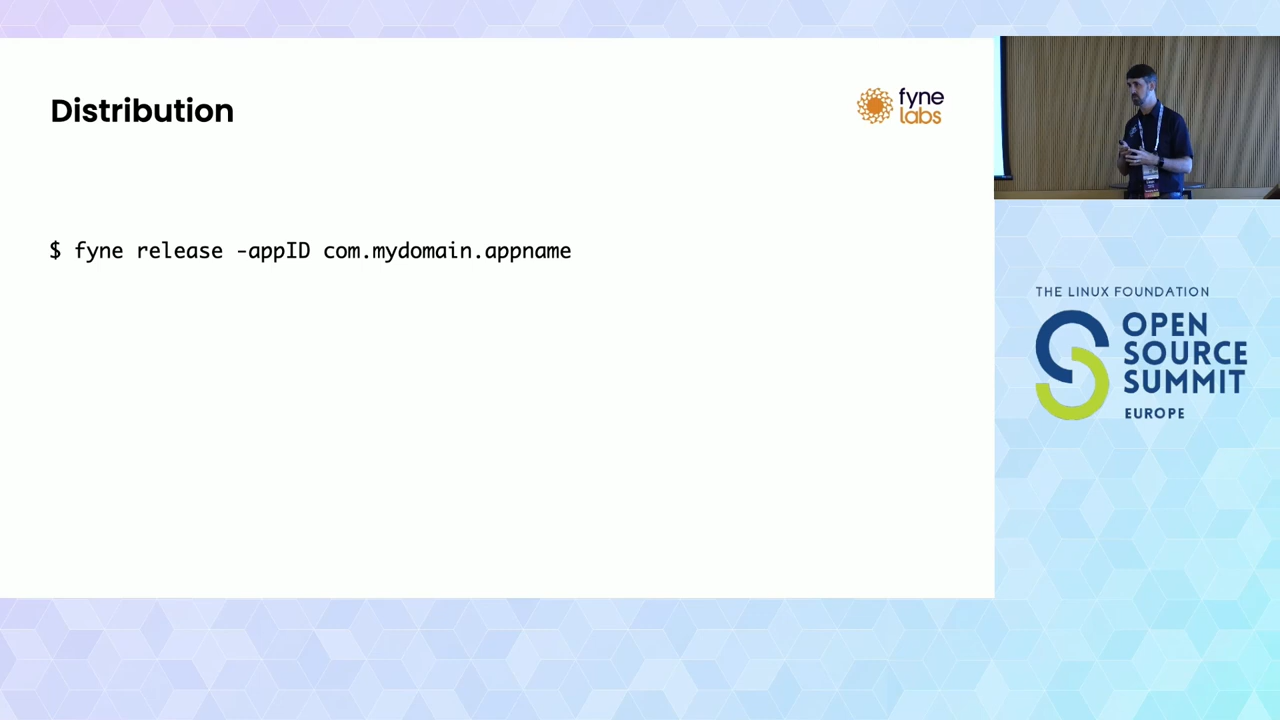 Distribution
fyne
labs
$ fyne release -appID com.mydomain.appname
THE LINUX FOUNDATION
OPEN
SOURCE
SUMMIT
EUROPE